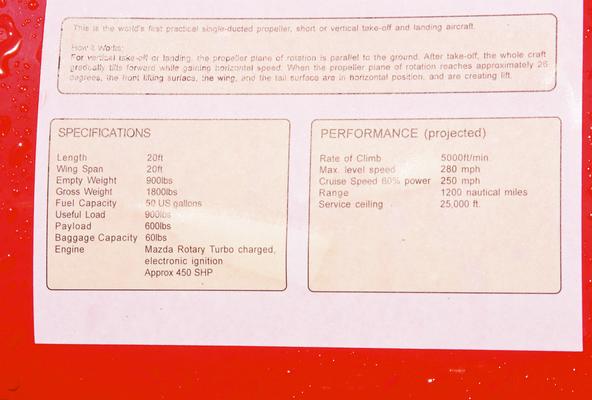 This is the world's first practical single-ducted propeller, short or vertical take-off and landing aircraft.
How it Works:
For vertical take-off or landing, the propeller plane of rotation is parallel to the ground. After take-off, the whole craft
gradually tilts forward while gaining horizontal speed. When the propeller plane of rotation reaches approximately 26
degrees, the front lifting surface, the wing, and the tail surface are in horizontal position, and are creating lift.
SPECIFICATIONS
Length 20ft
Wing Span 20ft
Empty Weight 900lbs
Gross Weight 1800lbs
Fuel Capacity 50 US gallons
Useful Load 900lbs
Payload 600lbs
Baggage Capacity 60lbs
Engine Mazda Rotary Turbo charged,
electronic ignition
Approx 450 SHP
PERFORMANCE (projected)
Rate of Climb 5000ft/min
Max. level speed 280 mph
Cruise Speed 60% power 250 mph
Range 1200 nautical miles
Service ceiling 25,000 ft.